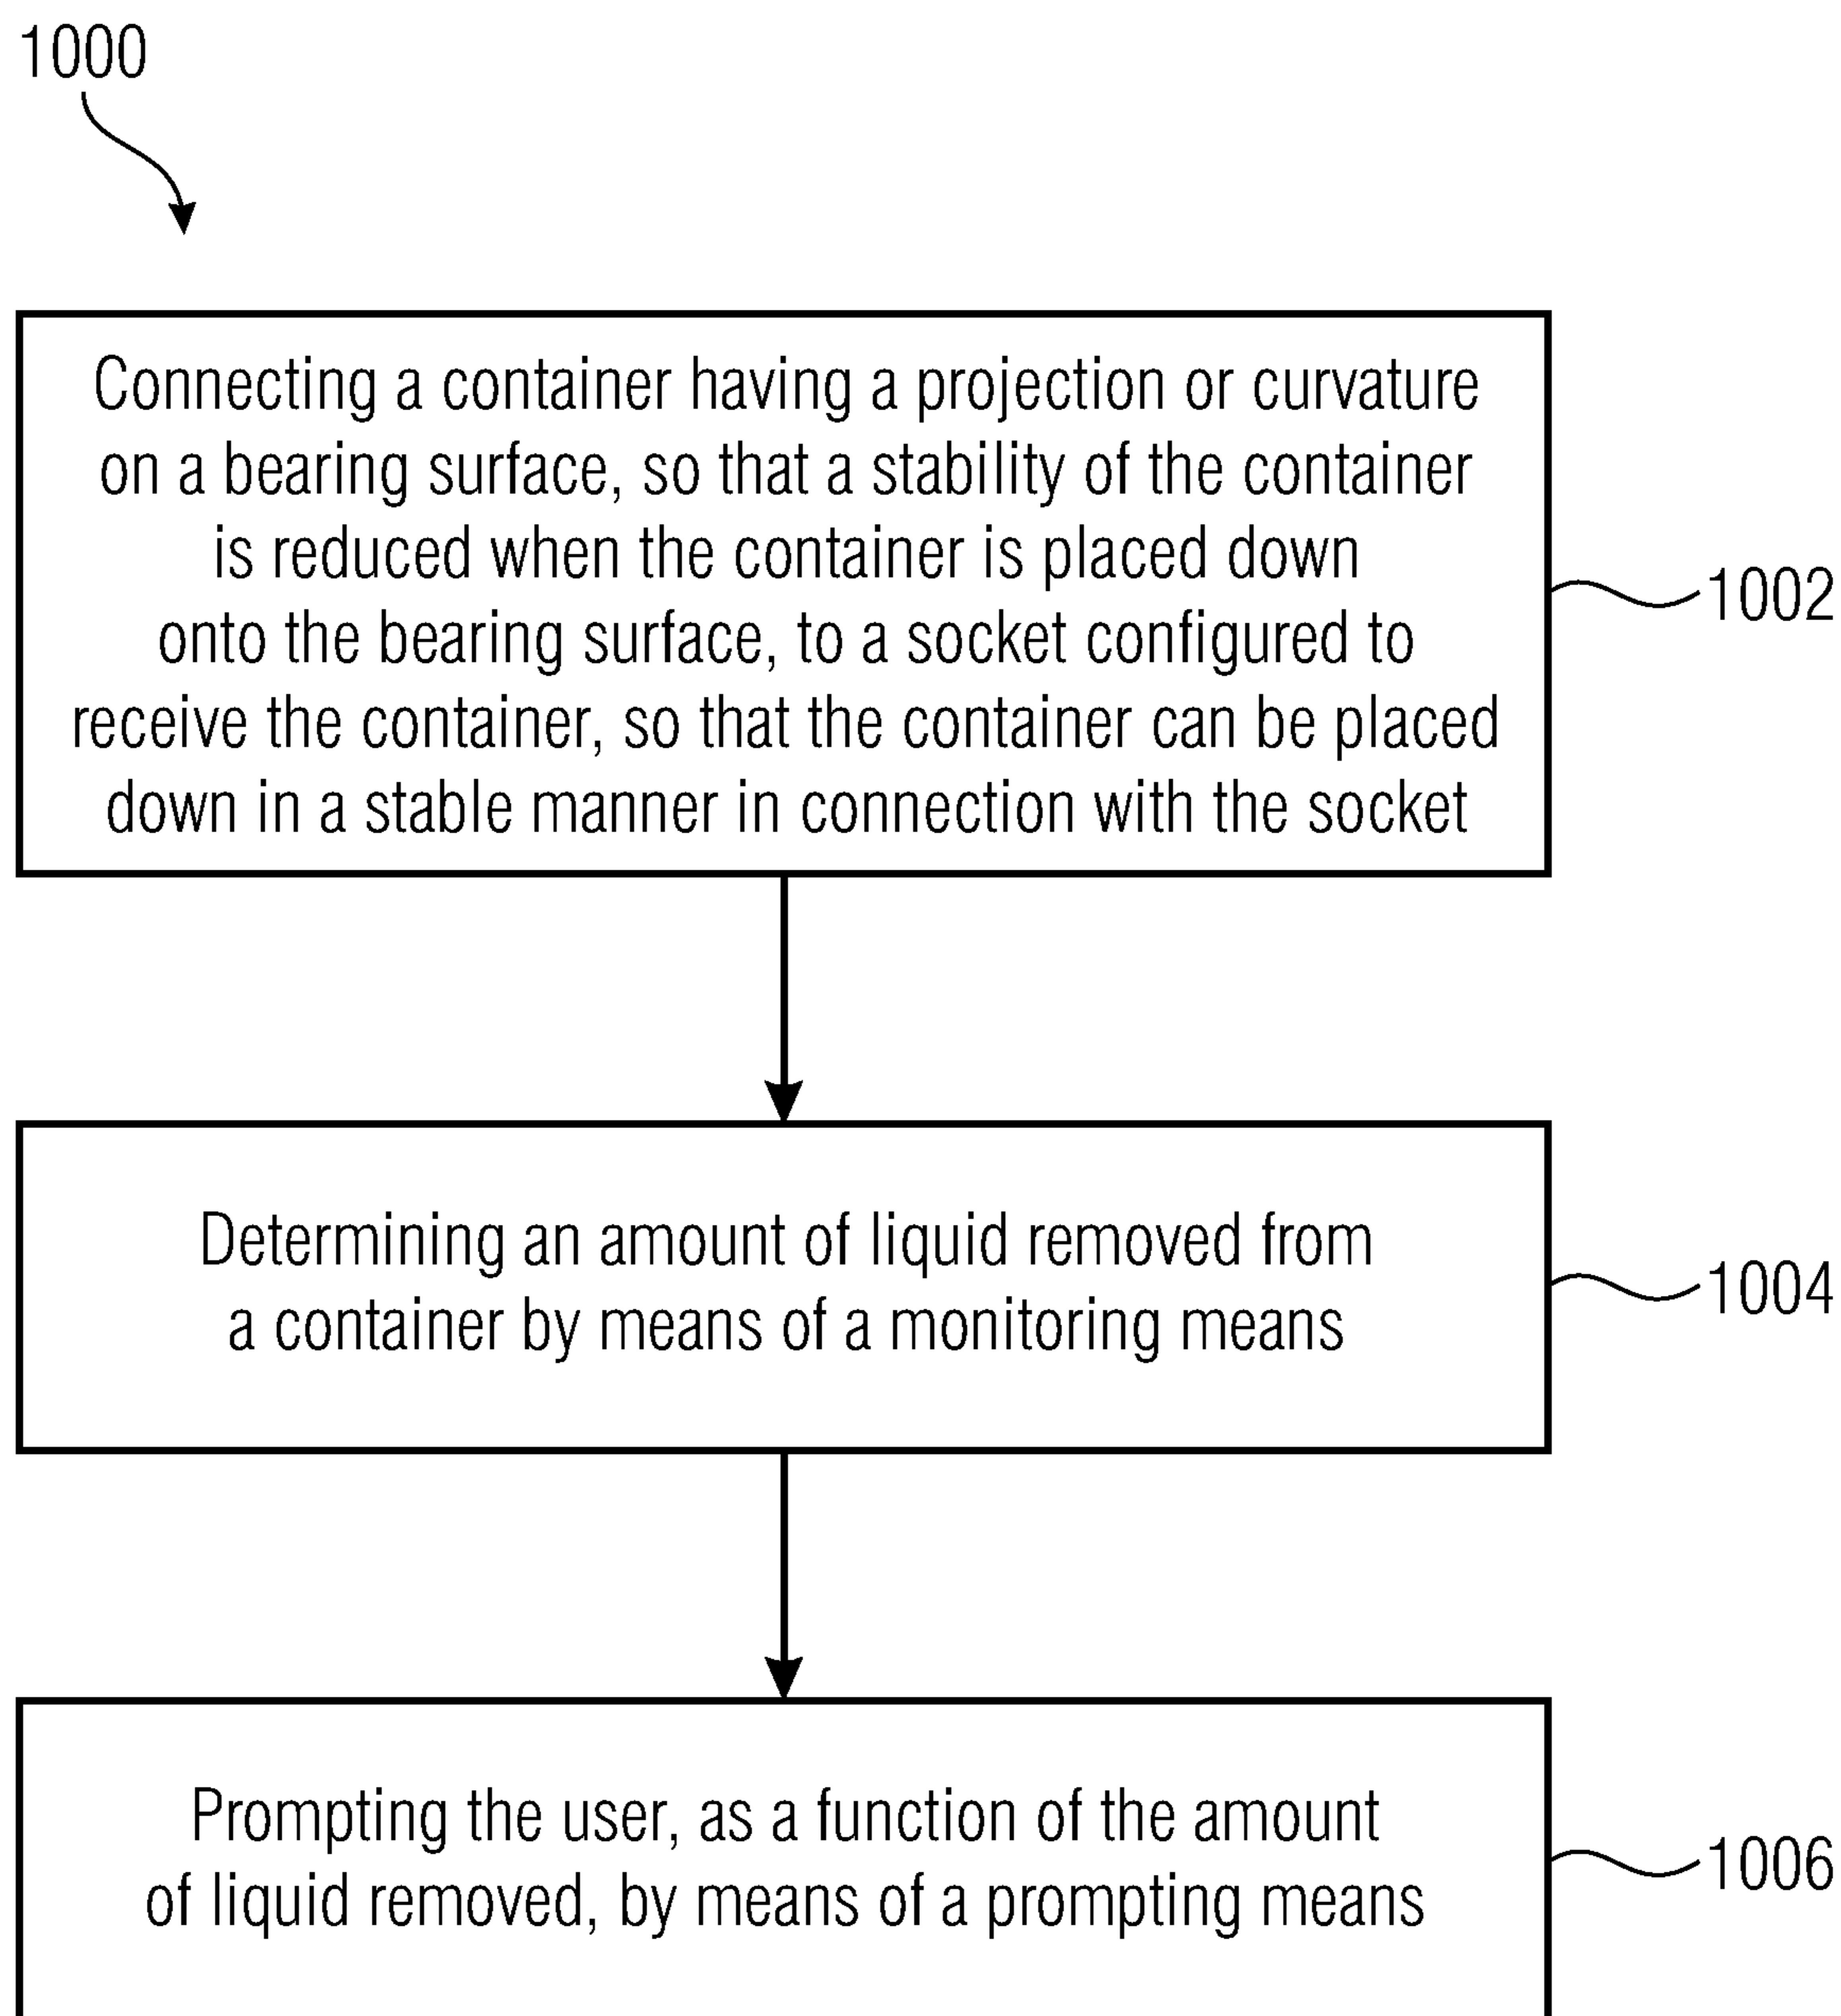 1000
Connecting a container having a projection or curvature
on a bearing surface, so that a stability of the container
is reduced when the container is placed down
onto the bearing surface, to a socket configured to
receive the container, so that the container can be placed
down in a stable manner in connection with the socket
1002
Determining an amount of liquid removed from
a container by means of a monitoring means
1004
Prompting the user, as a function of the amount
of liquid removed, by means of a prompting means
1006